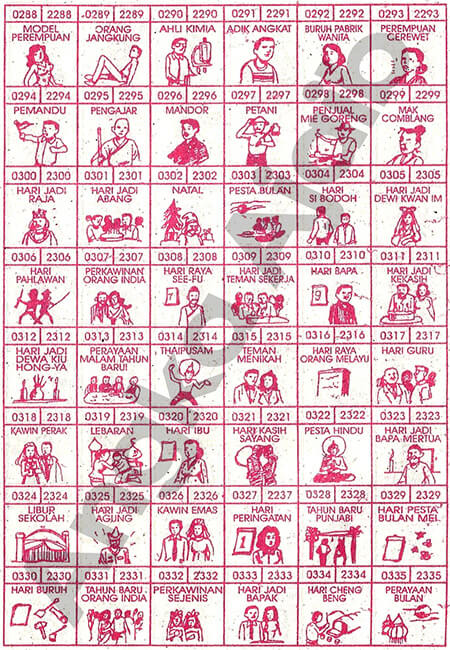 0288 2288 0289 2289 0290 2290 0291 2291 0292 2292 0293 2293
MODEL PEREMPUAN
ORANG JANGKUNG
AHLI KIMIA
ADIK ANGKAT
BURUH PABRIK WANITA
PEREMPUAN CEREWET
0294 2294 0295 2295 0296 2296 0297 2297 0298 2298 0299 2299
PEMANDU
PENGAJAR
MANDOR
PETANI
PENJUAL MIE GORENG
MAK COMBLANG
0300 2300 0301 2301 0302 2302 0303 2303 0304 2304 0305 2305
HARI JADI RAJA
HARI JADI ABANG
NATAL
PESTA BULAN
HARI SI BODOH
HARI JADI DEWI KWAN IM
0306 2306 0307 2307 0308 2308 0309 2309 0310 2310 0311 2311
HARI PAHLAWAN
PERKAWINAN ORANG INDIA
HARI RAYA SEE-FU
HARI JADI TEMAN SEKERJA
HARI BAPA
HARI JADI KEKASIH
0312 2312 0313 2313 0314 2314 0315 2315 0316 2316 0317 2317
HARI JADI DEWA KIU HONG-YA
PERAYAAN MALAM TAHUN BARU
THAIPUSAM
TEMAN MENIKAH
HARI RAYA ORANG MELAYU
HARI GURU
0318 2318 0319 2319 0320 2320 0321 2321 0322 2322 0323 2323
KAWIN PERAK
LEBARAN
HARI IBU
HARI KASIH SAYANG
PESTA HINDU
HARI JADI BAPA MERTUA
0324 2324 0325 2325 0326 2326 0327 2327 0328 2328 0329 2329
LIBUR SEKOLAH
HARI JADI AGUNG
KAWIN EMAS
HARI PERINGATAN
TAHUN BARU PUNJABI
HARI PESTA BULAN MEI
0330 2330 0331 2331 0332 2332 0333 2333 0334 2334 0335 2335
HARI BURUH
TAHUN BARU ORANG INDIA
PERKAWINAN SEJENIS
HARI JADI BAPAK
HARI CHENG BENG
PERAYAAN BULAN